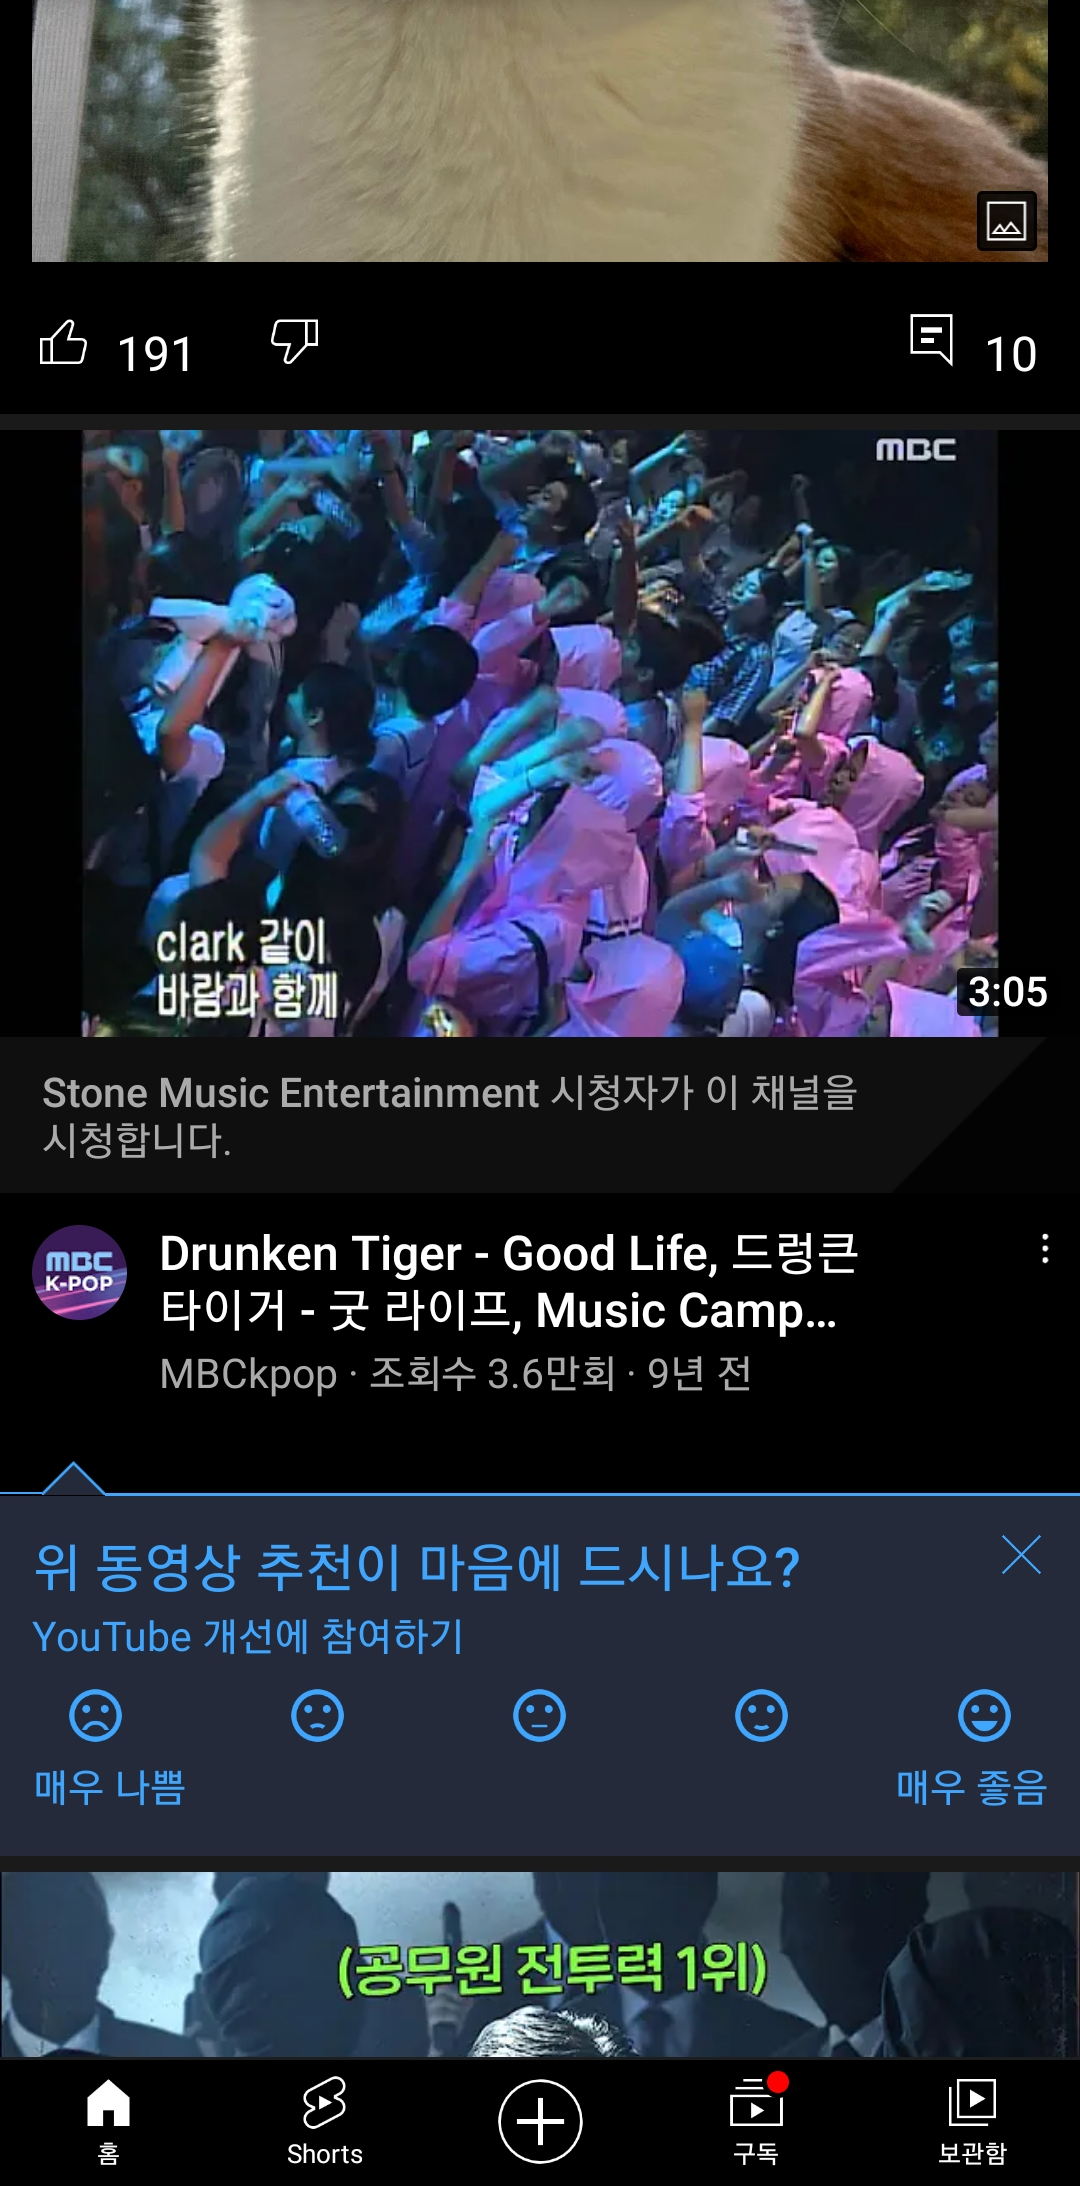 191
10
MBC
clark 같이
바람과 함께
3:05
Stone Music Entertainment 시청자가 이 채널을
시청합니다.
MBC
K-POP
Drunken Tiger - Good Life, 드렁큰
타이거 - 굿 라이프, Music Camp...
MBCkpop · 조회수 3.6만회 · 9년 전
위 동영상 추천이 마음에 드시나요?
YouTube 개선에 참여하기
매우 나쁨
매우 좋음
(공무원 전투력 1위)
홈
Shorts
구독
보관함